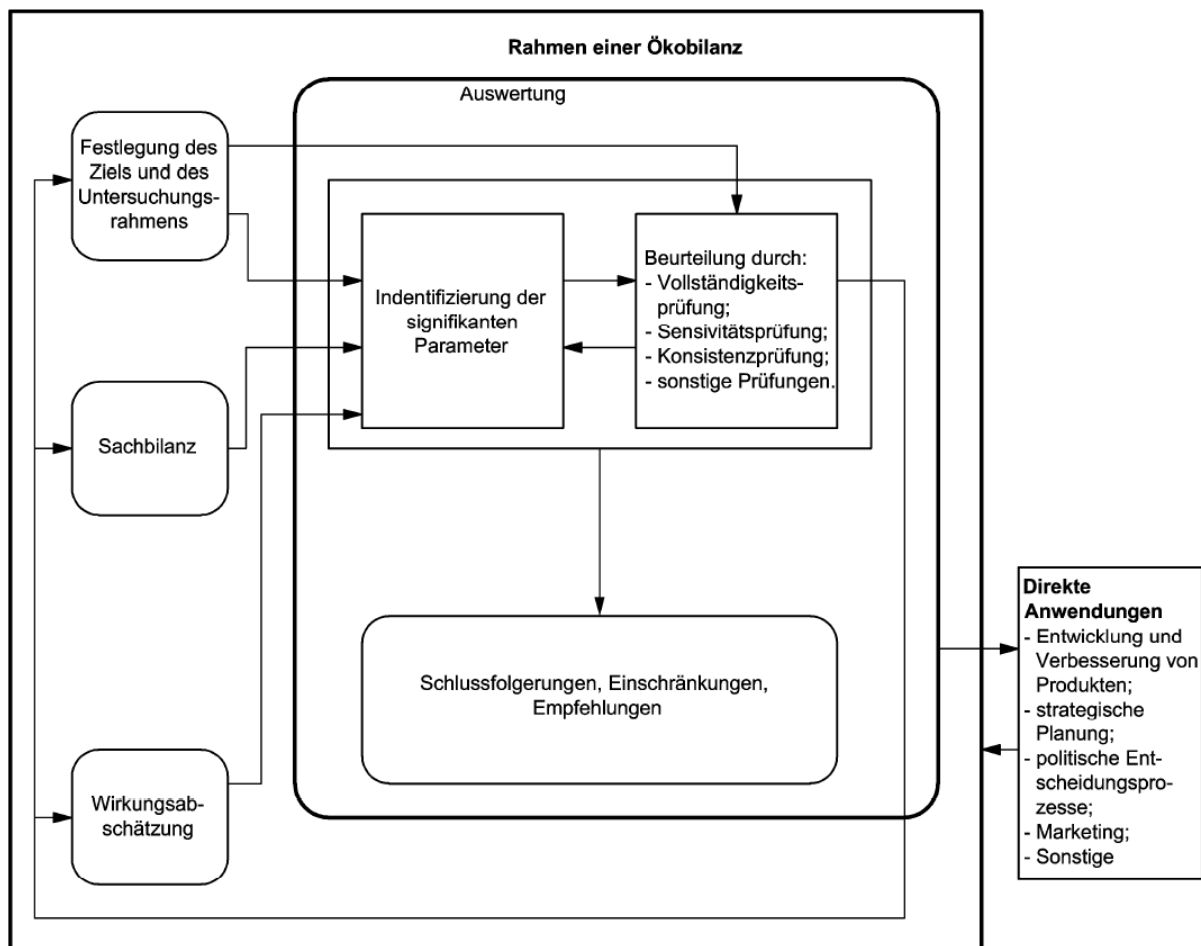 Rahmen einer Ökobilanz
Auswertung
Festlegung des
Ziels und des
Untersuchungs-
rahmens
Indentifizierung der
signifikanten
Parameter
Beurteilung durch:
- Vollständigkeits-
prüfung;
- Sensivitätsprüfung;
- Konsistenzprüfung;
- sonstige Prüfungen.
Sachbilanz
Schlussfolgerungen, Einschränkungen,
Empfehlungen
Wirkungsab-
schätzung
Direkte
Anwendungen
- Entwicklung und
Verbesserung von
Produkten;
- strategische
Planung;
- politische Ent-
scheidungspro-
zesse;
- Marketing;
- Sonstige